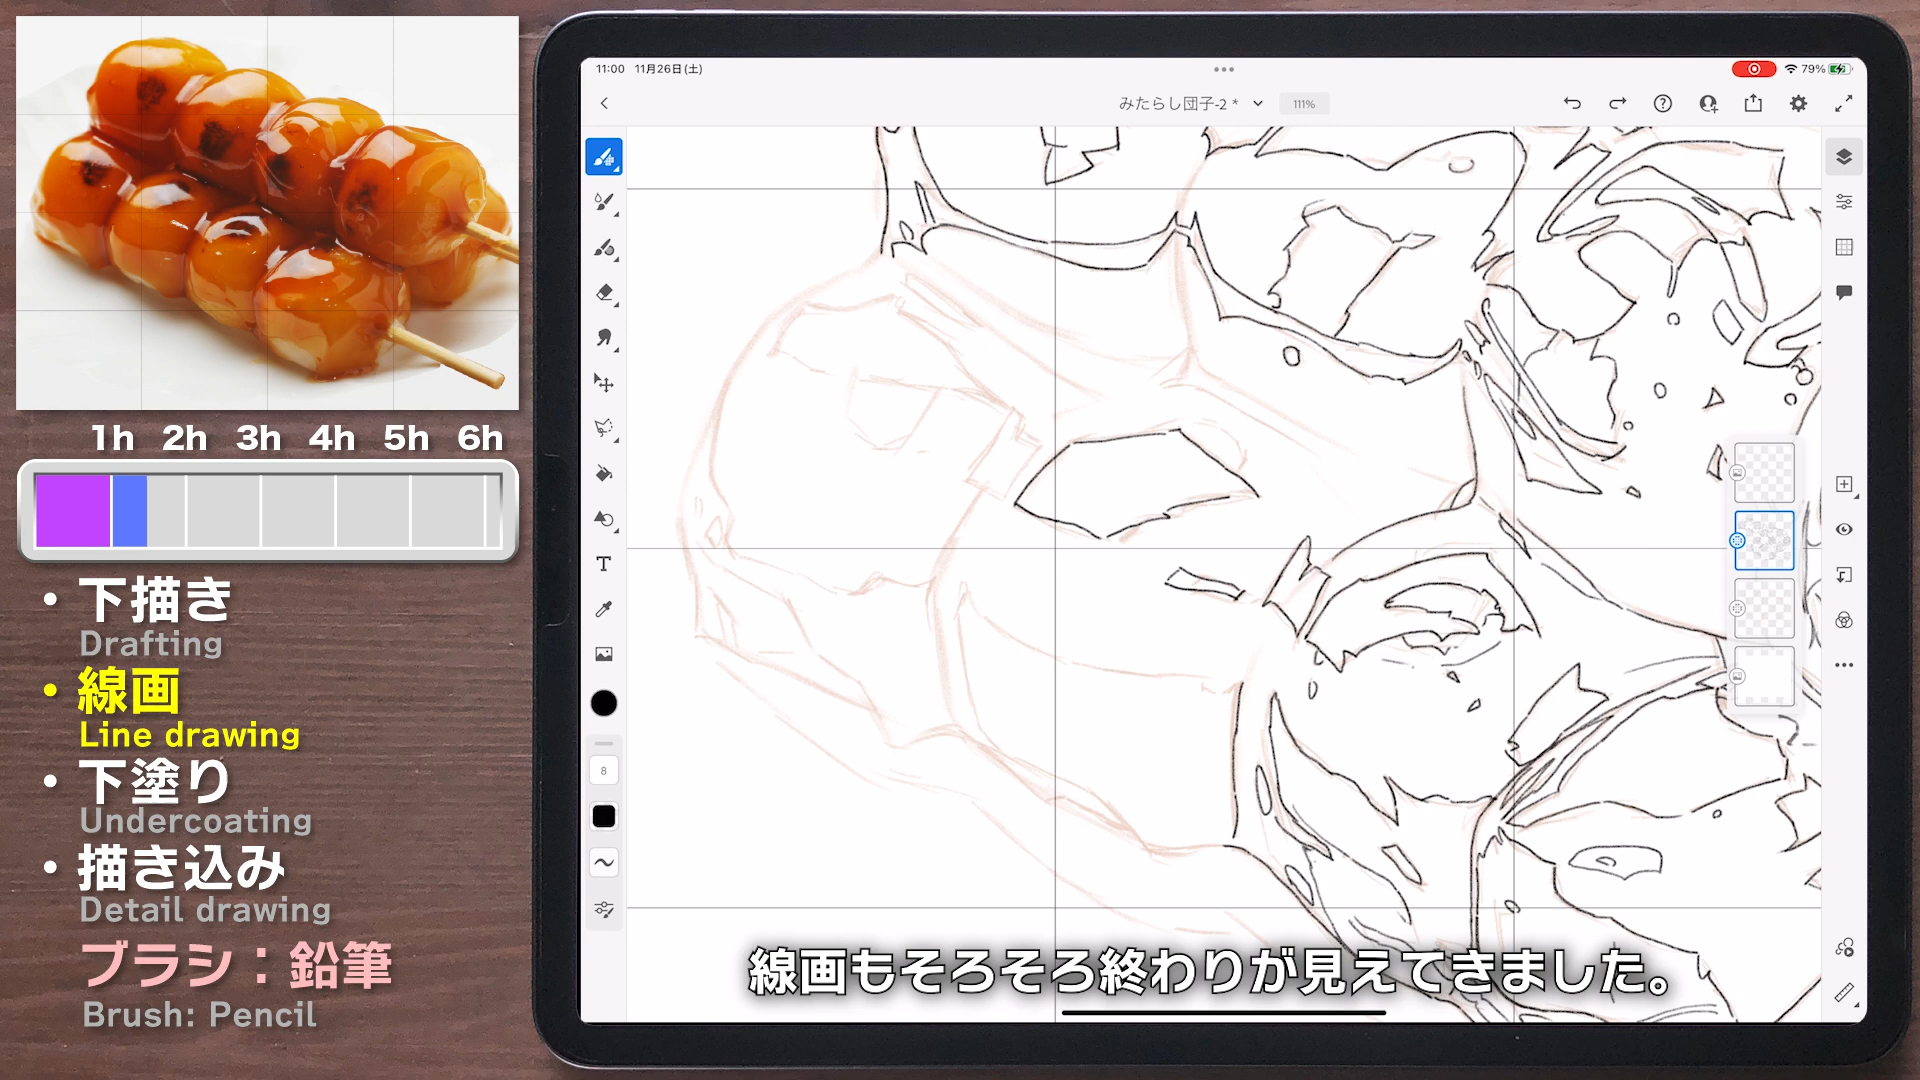 1h 2h 3h 4h 5h 6h
・下描き
Drafting
・線画
Line drawing
・下塗り
Undercoating
・描き込み
Detail drawing
ブラシ：鉛筆
Brush: Pencil
11:00 11月26日(土)
79%
みたらし団子-2 *
111%
T
8
線画もそろそろ終わりが見えてきました。